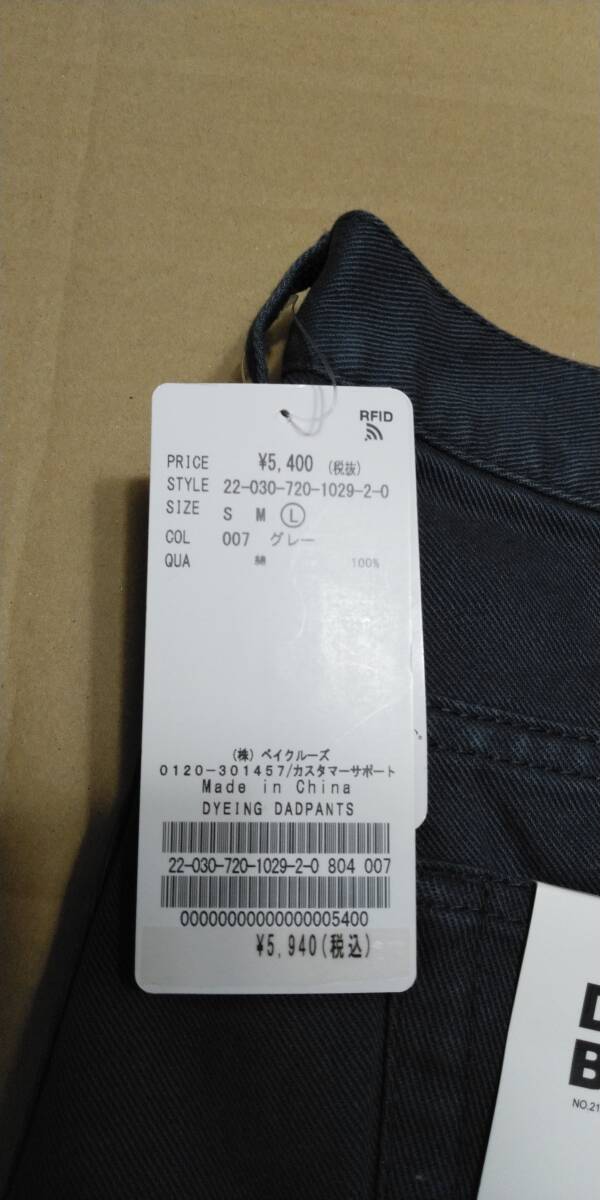 RFID
PRICE ¥5,400 (税抜)
STYLE 22-030-720-1029-2-0
SIZE S M L
COL 007 グレー
QUA 綿 100%
(株) ベイクルーズ
0120-301457/カスタマーサポート
Made in China
DYEING DADPANTS
22-030-720-1029-2-0 804 007
00000000000000005400
¥5,940(税込)
D
B
NO.21